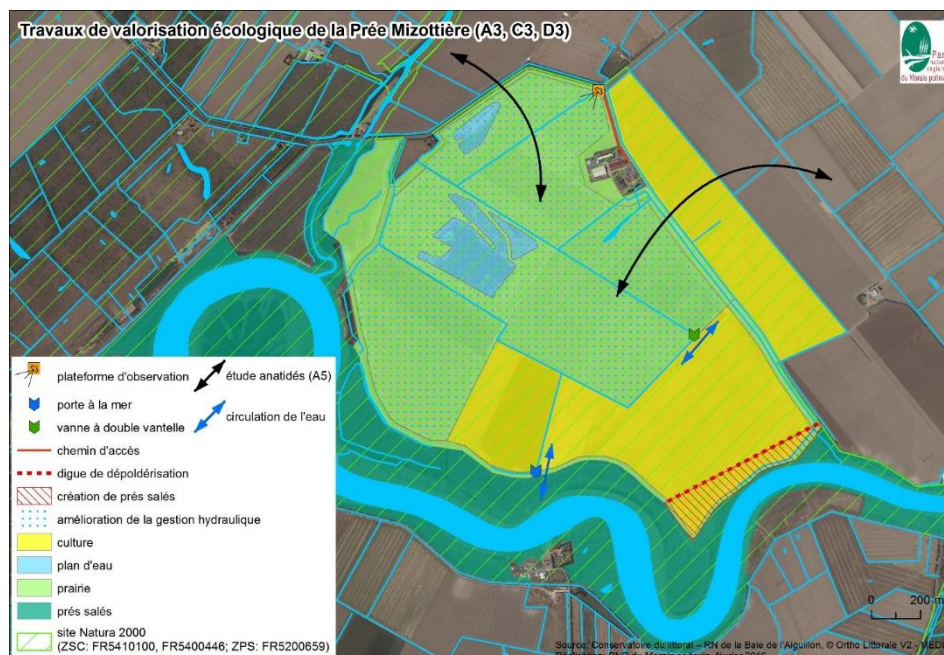 Travaux de valorisation écologique de la Prée Mizottière (A3, C3, D3)
Parc
du Marais poitevin
plateforme d'observation
étude anatidés (A5)
porte à la mer
circulation de l'eau
vanne à double vantelle
chemin d'accès
digue de dépoldérisation
création de prés salés
amélioration de la gestion hydraulique
culture
plan d'eau
prairie
prés salés
site Natura 2000
(ZSC: FR5410100, FR5400446; ZPS: FR5200659)
0 200 m
Source: Conservatoire du littoral – RN de la Baie de l'Aiguillon, © Ortho Littorale V2 - MEDD